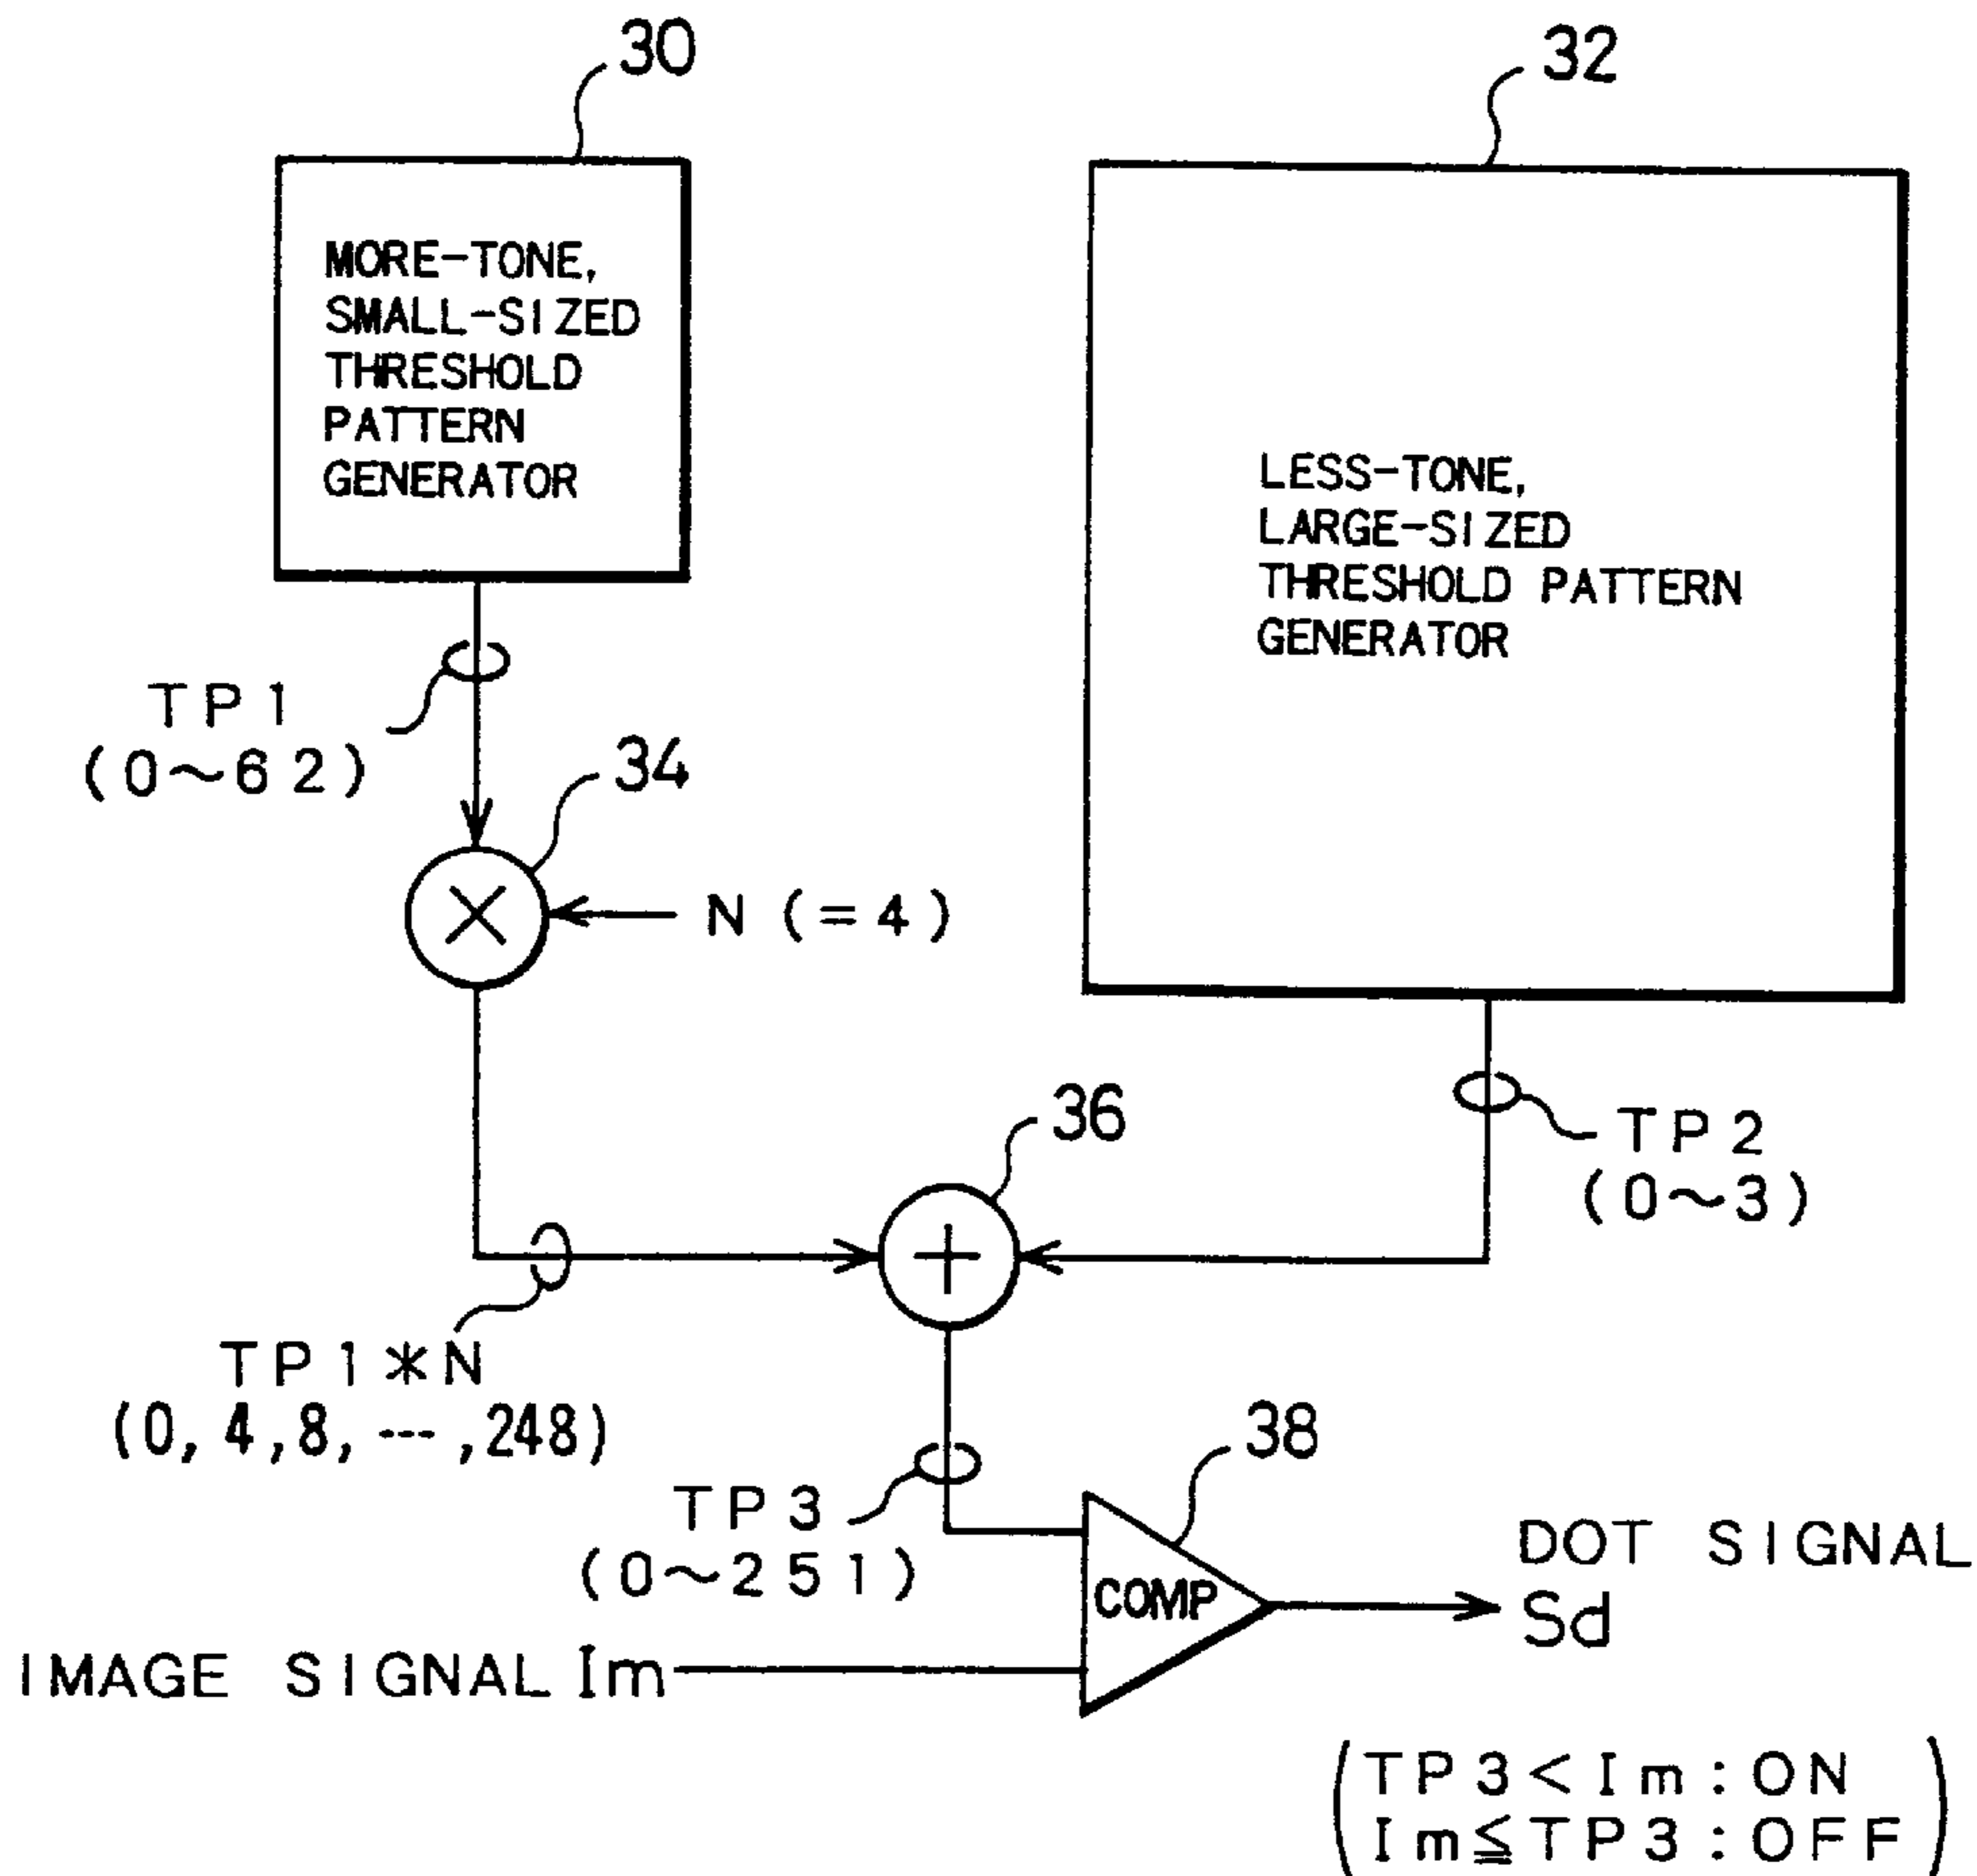 30
32
MORE-TONE,
SMALL-SIZED
THRESHOLD
PATTERN
GENERATOR
LESS-TONE,
LARGE-SIZED
THRESHOLD PATTERN
GENERATOR
TP1
(0~62)
34
× N (=4)
36
TP2
(0~3)
+
TP1*N
(0, 4, 8, --- ,248)
38
TP3
(0~251)
COMP
DOT SIGNAL
Sd
IMAGE SIGNAL Im
TP3<Im:ON
Im≦TP3:OFF